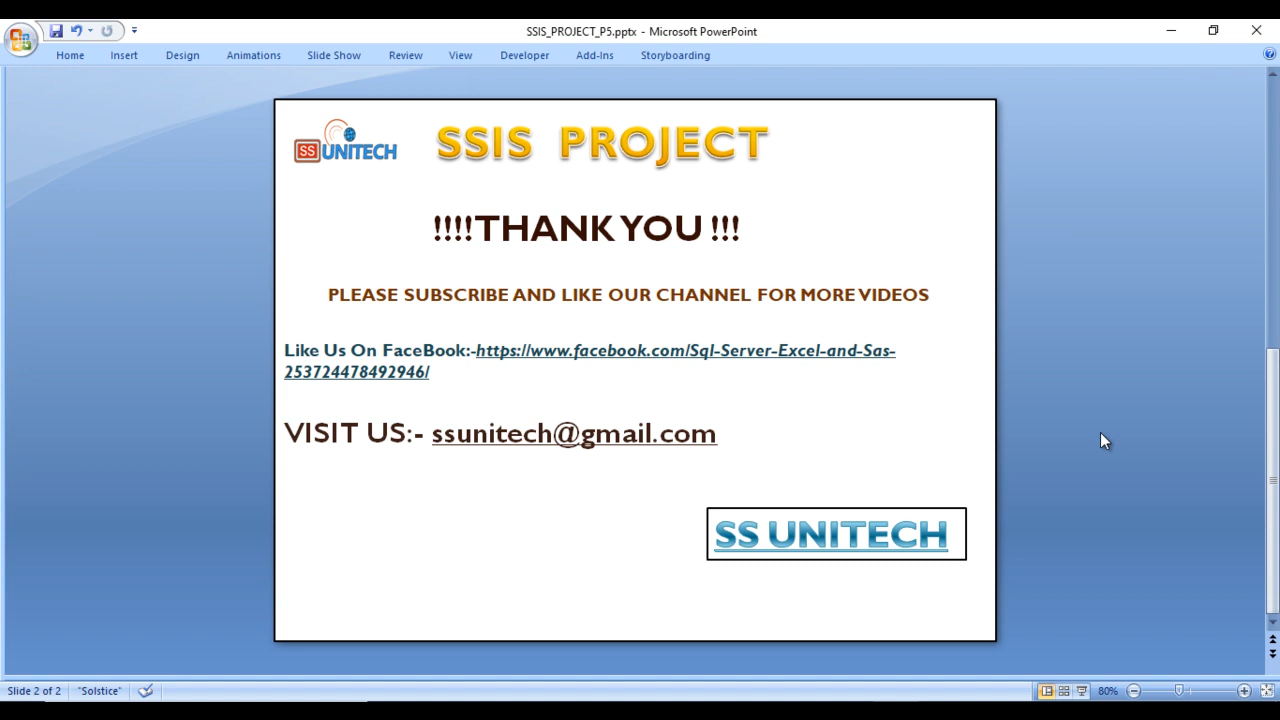 SSIS_PROJECT_P5.pptx - Microsoft PowerPoint
Home Insert Design Animations Slide Show Review View Developer Add-Ins Storyboarding
SS UNITECH
SSIS PROJECT
!!!!THANK YOU !!!
PLEASE SUBSCRIBE AND LIKE OUR CHANNEL FOR MORE VIDEOS
Like Us On FaceBook:-https://www.facebook.com/Sql-Server-Excel-and-Sas-
253724478492946/
VISIT US:- ssunitech@gmail.com
SS UNITECH
Slide 2 of 2 "Solstice" 80%